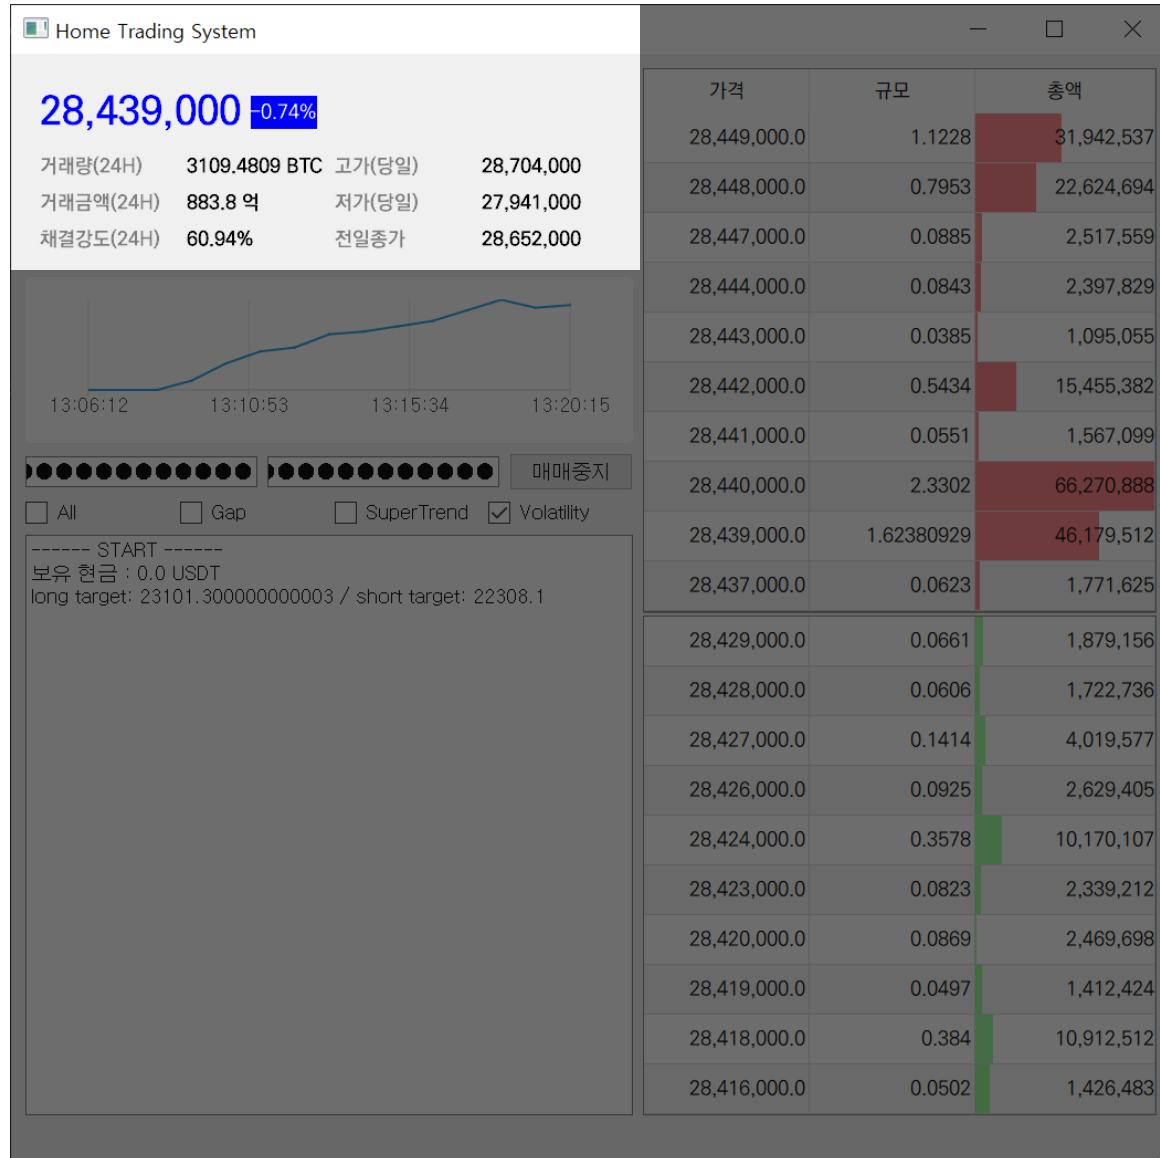 Home Trading System
28,439,000 -0.74%
거래량(24H) 3109.4809 BTC 고가(당일) 28,704,000
거래금액(24H) 883.8 억 저가(당일) 27,941,000
채결강도(24H) 60.94% 전일종가 28,652,000
13:06:12 13:10:53 13:15:34 13:20:15
매매중지
All Gap SuperTrend Volatility
------ START ------
보유 현금 : 0.0 USDT
long target: 23101.300000000003 / short target: 22308.1
가격 규모 총액
28,449,000.0 1.1228 31,942,537
28,448,000.0 0.7953 22,624,694
28,447,000.0 0.0885 2,517,559
28,444,000.0 0.0843 2,397,829
28,443,000.0 0.0385 1,095,055
28,442,000.0 0.5434 15,455,382
28,441,000.0 0.0551 1,567,099
28,440,000.0 2.3302 66,270,888
28,439,000.0 1.62380929 46,179,512
28,437,000.0 0.0623 1,771,625
28,429,000.0 0.0661 1,879,156
28,428,000.0 0.0606 1,722,736
28,427,000.0 0.1414 4,019,577
28,426,000.0 0.0925 2,629,405
28,424,000.0 0.3578 10,170,107
28,423,000.0 0.0823 2,339,212
28,420,000.0 0.0869 2,469,698
28,419,000.0 0.0497 1,412,424
28,418,000.0 0.384 10,912,512
28,416,000.0 0.0502 1,426,483